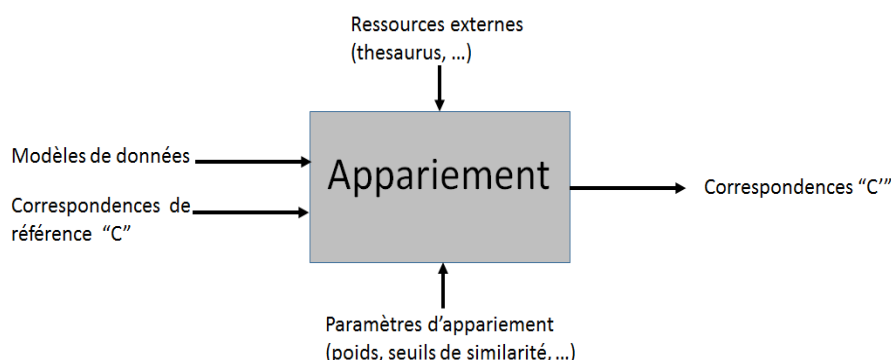 Ressources externes
(thesaurus, ...)
Modèles de données
Appariement
Correspondences de
référence “C”
Correspondences “C’”
Paramètres d’appariement
(poids, seuils de similarité, ...)